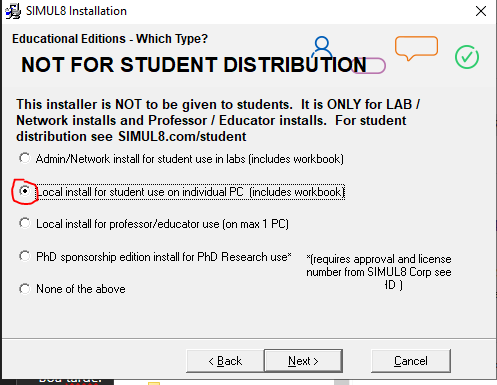 SIMUL8 Installation
Educational Editions - Which Type?
NOT FOR STUDENT DISTRIBUTION
This installer is NOT to be given to students. It is ONLY for LAB /
Network installs and Professor / Educator installs. For student
distribution see SIMUL8.com/student
Admin/Network install for student use in labs (includes workbook)
Local install for student use on individual PC (includes workbook)
Local install for professor/educator use (on max 1 PC)
PhD sponsorship edition install for PhD Research use*
*(requires approval and license
number from SIMUL8 Corp see
)
None of the above
< Back
Next >
Cancel